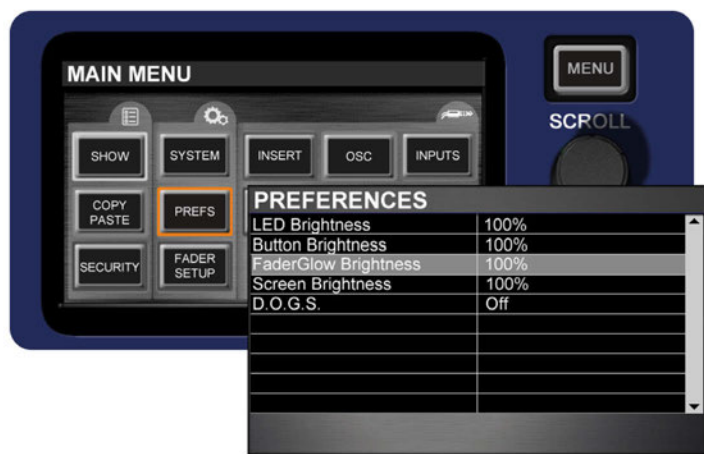 MAIN MENU
MENU
SCROLL
SHOW
SYSTEM
INSERT
OSC
INPUTS
COPY
PASTE
PREFS
SECURITY
FADER
SETUP
PREFERENCES
LED Brightness 100%
Button Brightness 100%
FaderGlow Brightness 100%
Screen Brightness 100%
D.O.G.S. Off